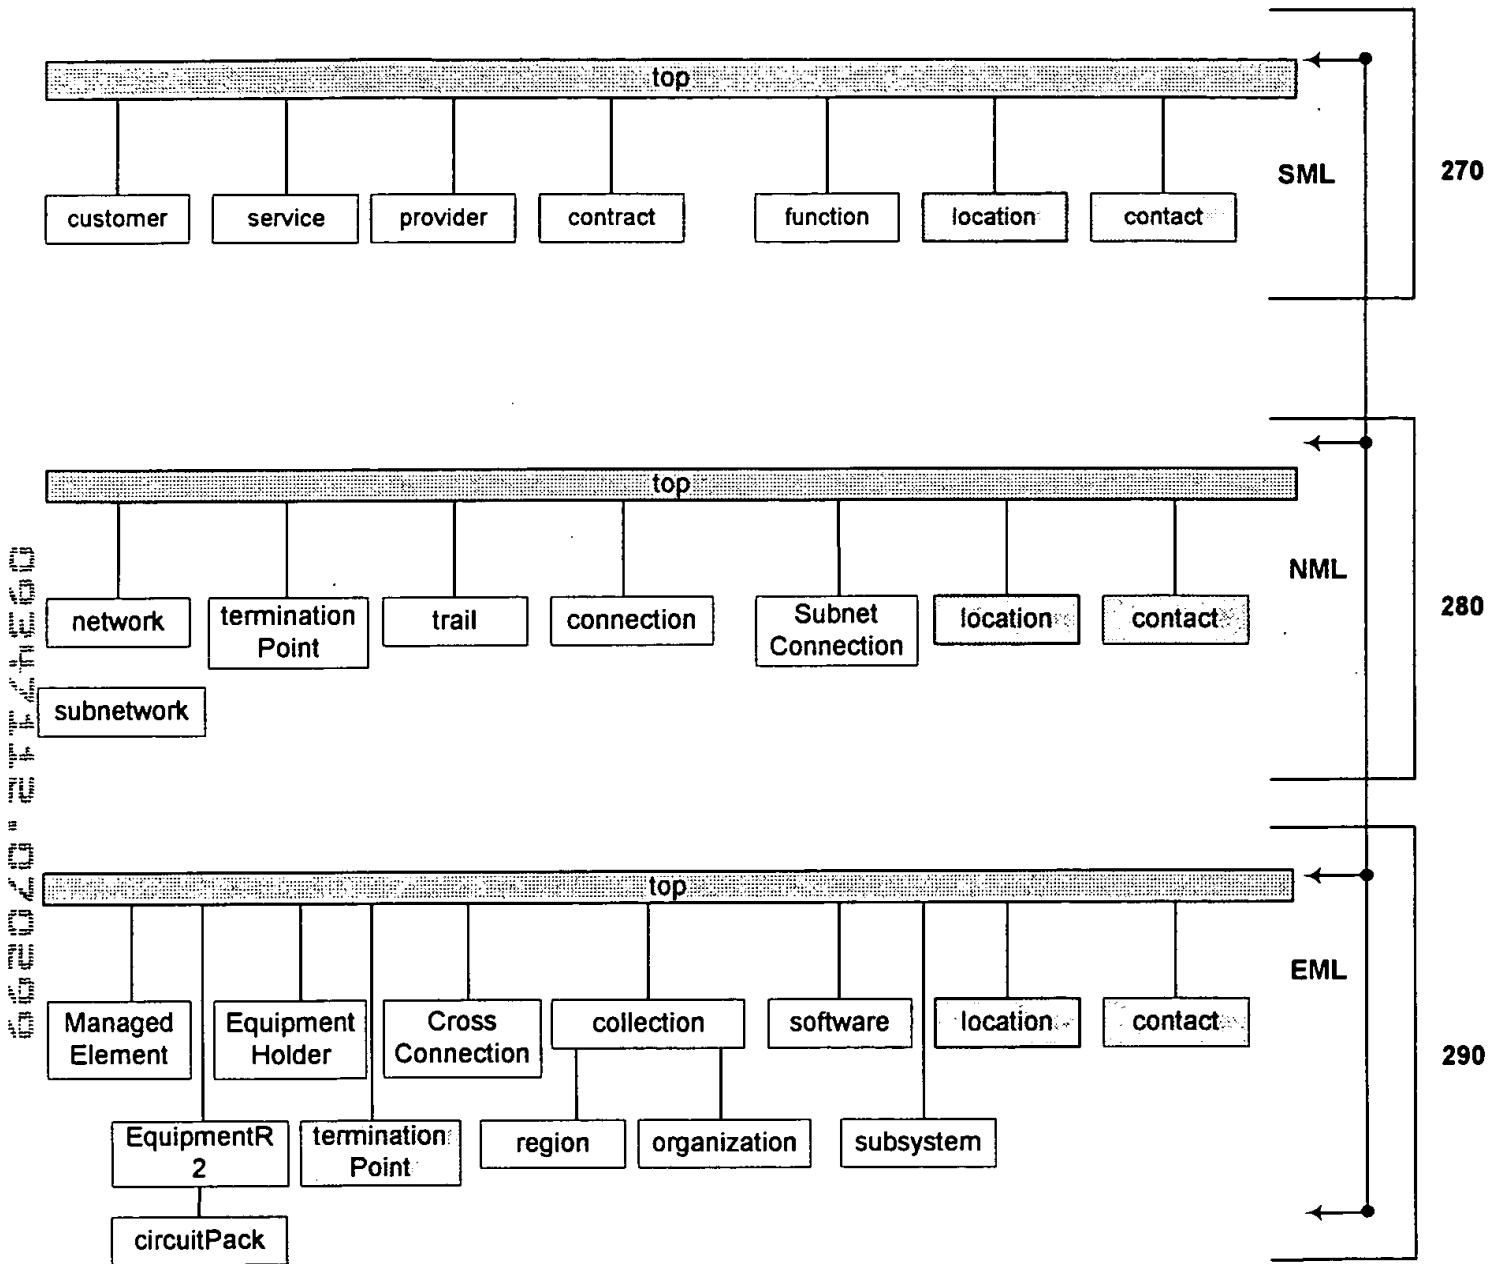 top
SML
270
customer
service
provider
contract
function
location
contact
top
NML
280
network
termination
Point
trail
connection
Subnet
Connection
location
contact
subnetwork
top
EML
290
Managed
Element
Equipment
Holder
Cross
Connection
collection
software
location
contact
EquipmentR
2
termination
Point
region
organization
subsystem
circuitPack